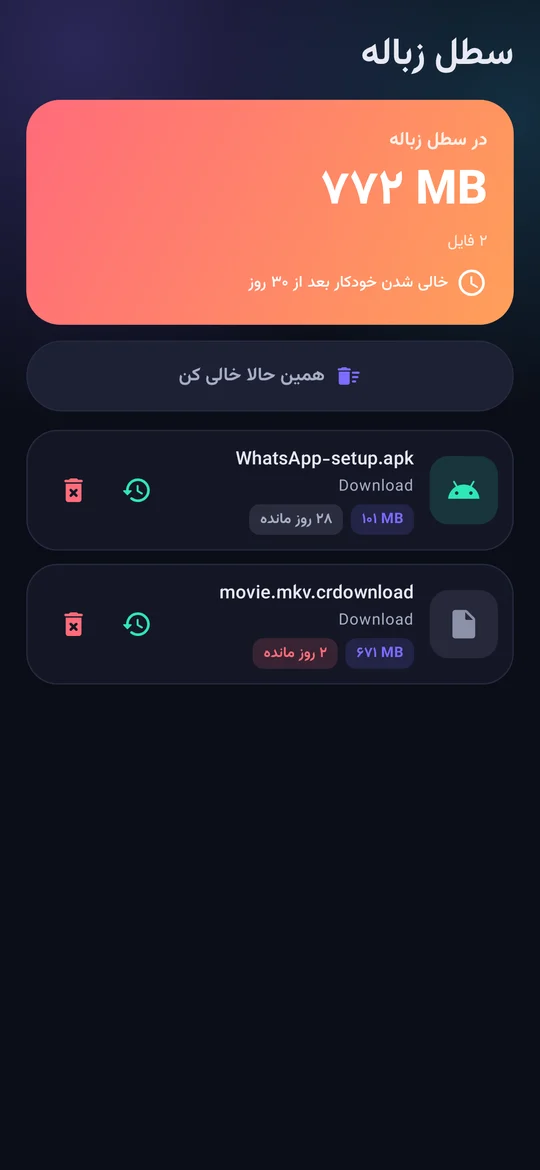 سطل زباله
در سطل زباله
۷۷۲ MB
۲ فایل
خالی شدن خودکار بعد از ۳۰ روز
همین حالا خالی کن
WhatsApp-setup.apk
Download
۱۰۱ MB
۲۸ روز مانده
movie.mkv.crdownload
Download
۶۷۱ MB
۲ روز مانده